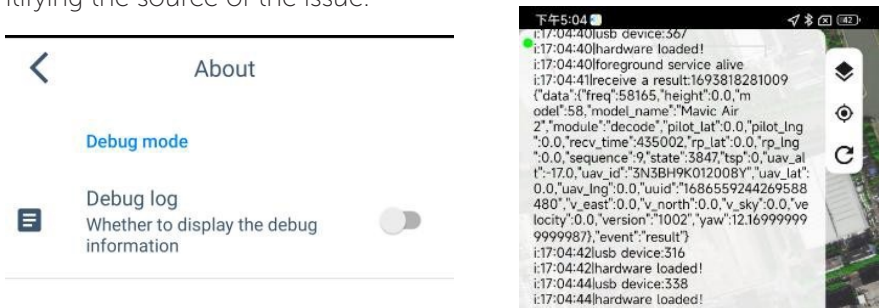 tifying the source of the issue.
About
Debug mode
Debug log
Whether to display the debug
information
下午5:04
42
i:17:04:40|usb device:367
i:17:04:40|hardware loaded!
i:17:04:40|foreground service alive
i:17:04:41|receive a result:1693818281009
{"data":{"freq":58165,"height":0.0,"m
odel":58,"model_name":"Mavic Air
2","module":"decode","pilot_lat":0.0,"pilot_lng
":0.0,"recv_time":435002,"rp_lat":0.0,"rp_lng
":0.0,"sequence":9,"state":3847,"tsp":0,"uav_al
t":-17.0,"uav_id":"3N3BH9K012008Y","uav_lat":
0.0,"uav_lng":0.0,"uuid":"1686559244269588
480","v_east":0.0,"v_north":0.0,"v_sky":0.0,"ve
locity":0.0,"version":"1002","yaw":12.16999999
9999987},"event":"result"}
i:17:04:42|usb device:316
i:17:04:42|hardware loaded!
i:17:04:44|usb device:338
i:17:04:44|hardware loaded!